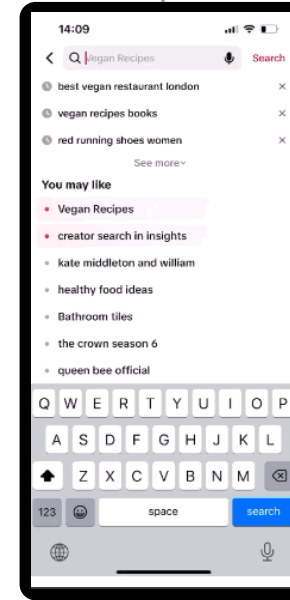 14:09
Vegan Recipes Search
best vegan restaurant london
vegan recipes books
red running shoes women
See more
You may like
Vegan Recipes
creator search in insights
kate middleton and william
healthy food ideas
Bathroom tiles
the crown season 6
queen bee official
Q W E R T Y U I O P
A S D F G H J K L
Z X C V B N M
123 space search